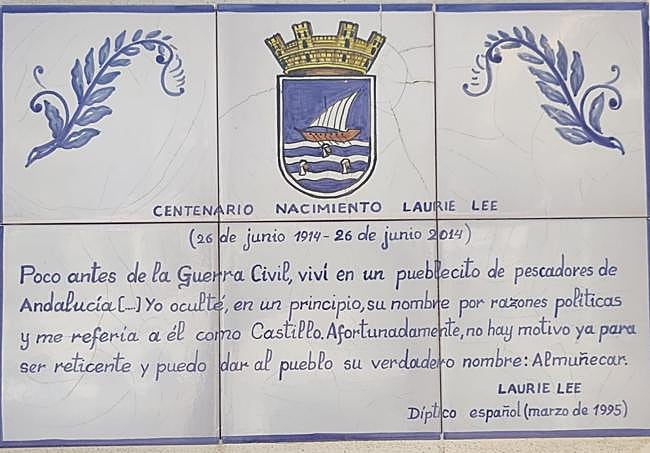 CENTENARIO NACIMIENTO LAURIE LEE
(26 de junio 1914-26 de junio 2014)
Poco antes de la Guerra Civil, viví en un pueblecito de pescadores de
Andalucía [...] Yo oculté, en un principio, su nombre por razones políticas
y me refería a él como Castillo. Afortunadamente, no hay motivo ya para
ser reticente y puedo dar al pueblo su verdadero nombre: Almuñecar.
LAURIE LEE
Díptico español (marzo de 1995)